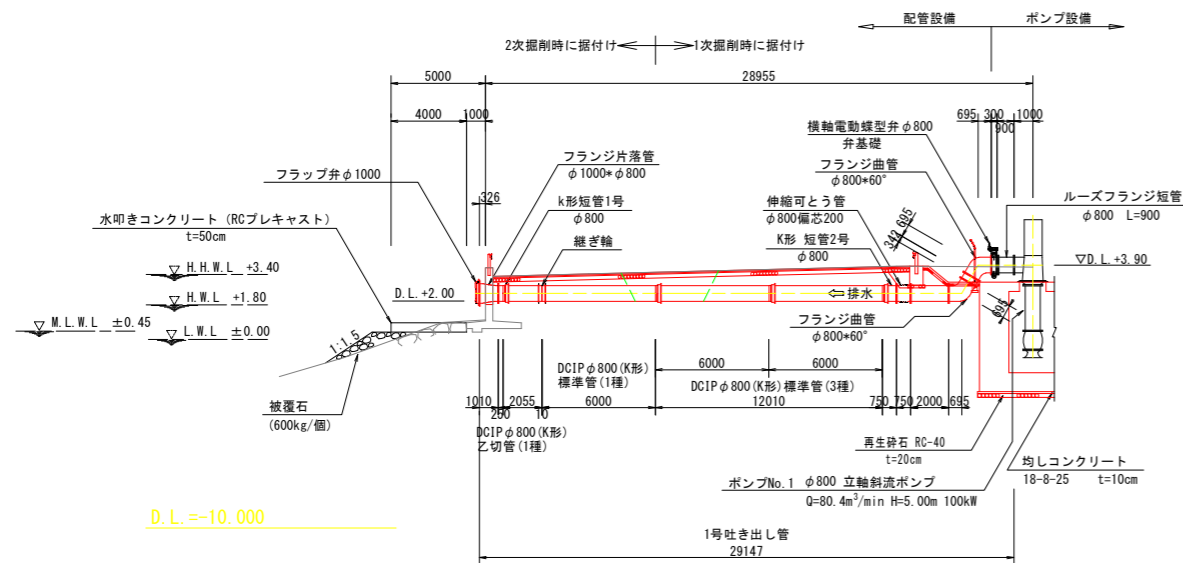 配管設備
ポンプ設備
2次掘削時に据付け
1次掘削時に据付け
5000
28955
4000
1000
695
300
1000
900
横軸電動蝶型弁φ800
弁基礎
フランジ片落管
φ1000*φ800
フランジ曲管
φ800*60°
フラップ弁φ1000
326
k形短管1号
φ800
伸縮可とう管
φ800偏芯200
342
695
ルーズフランジ短管
φ800 L=900
水叩きコンクリート (RCプレキャスト)
t=50cm
継ぎ輪
K形 短管2号
φ800
▽D.L.+3.90
▽ H.H.W.L +3.40
▽ H.W.L +1.80
D.L.+2.00
⇦排水
▽ M.L.W.L ±0.45
▽ L.W.L ±0.00
フランジ曲管
φ800*60°
φ95
1:1.5
DCIPφ800(K形)
標準管(1種)
6000
6000
DCIPφ800(K形)標準管(3種)
被覆石
(600kg/個)
1010
2055
6000
12010
750
750
2000
695
250
10
DCIPφ800(K形)
乙切管(1種)
再生砕石 RC-40
t=20cm
均しコンクリート
18-8-25 t=10cm
ポンプNo.1 φ800 立軸斜流ポンプ
Q=80.4m³/min H=5.00m 100kW
D.L.=-10.000
1号吐き出し管
29147